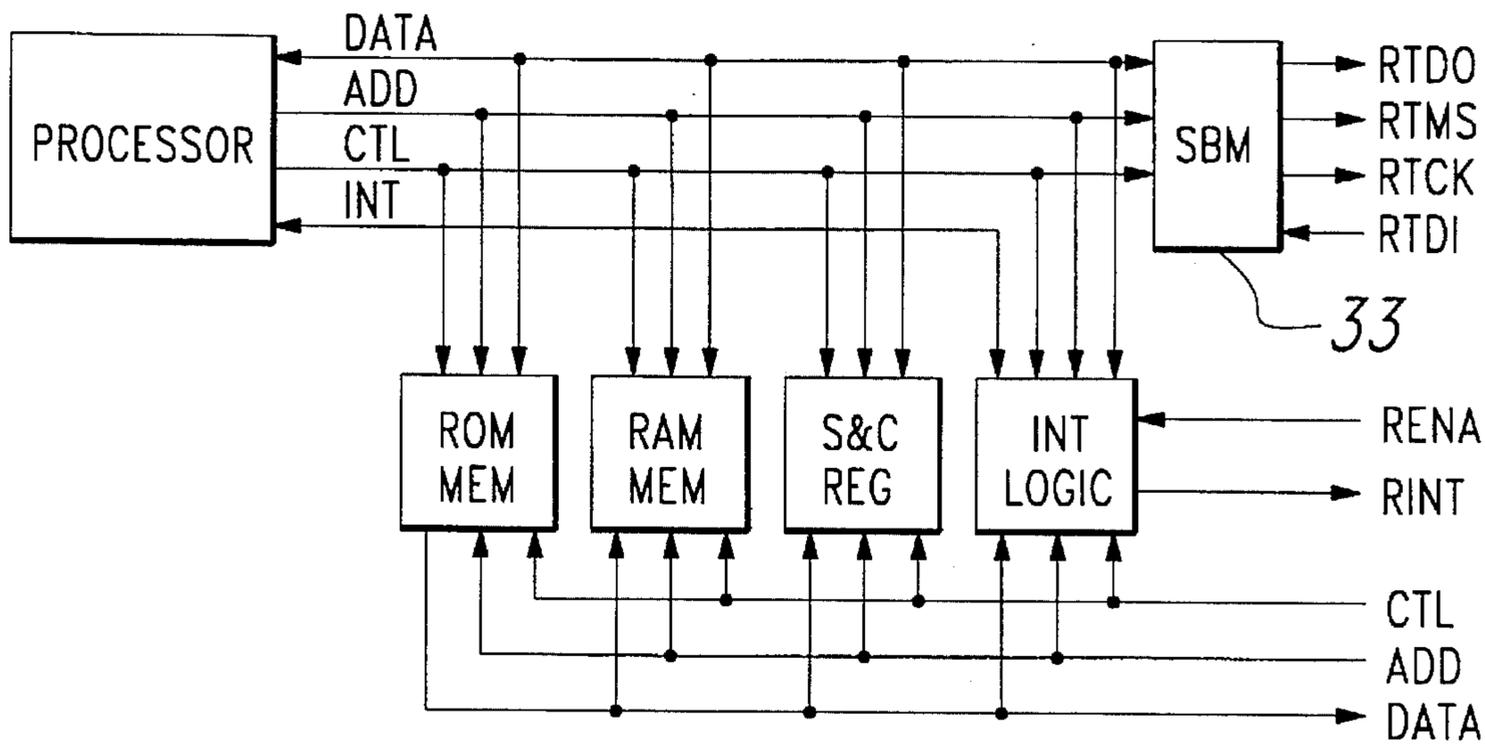 DATA
ADD
CTL
INT
PROCESSOR
SBM
RTDO
RTMS
RTCK
RTDI
33
ROM
MEM
RAM
MEM
S&C
REG
INT
LOGIC
RENA
RINT
CTL
ADD
DATA